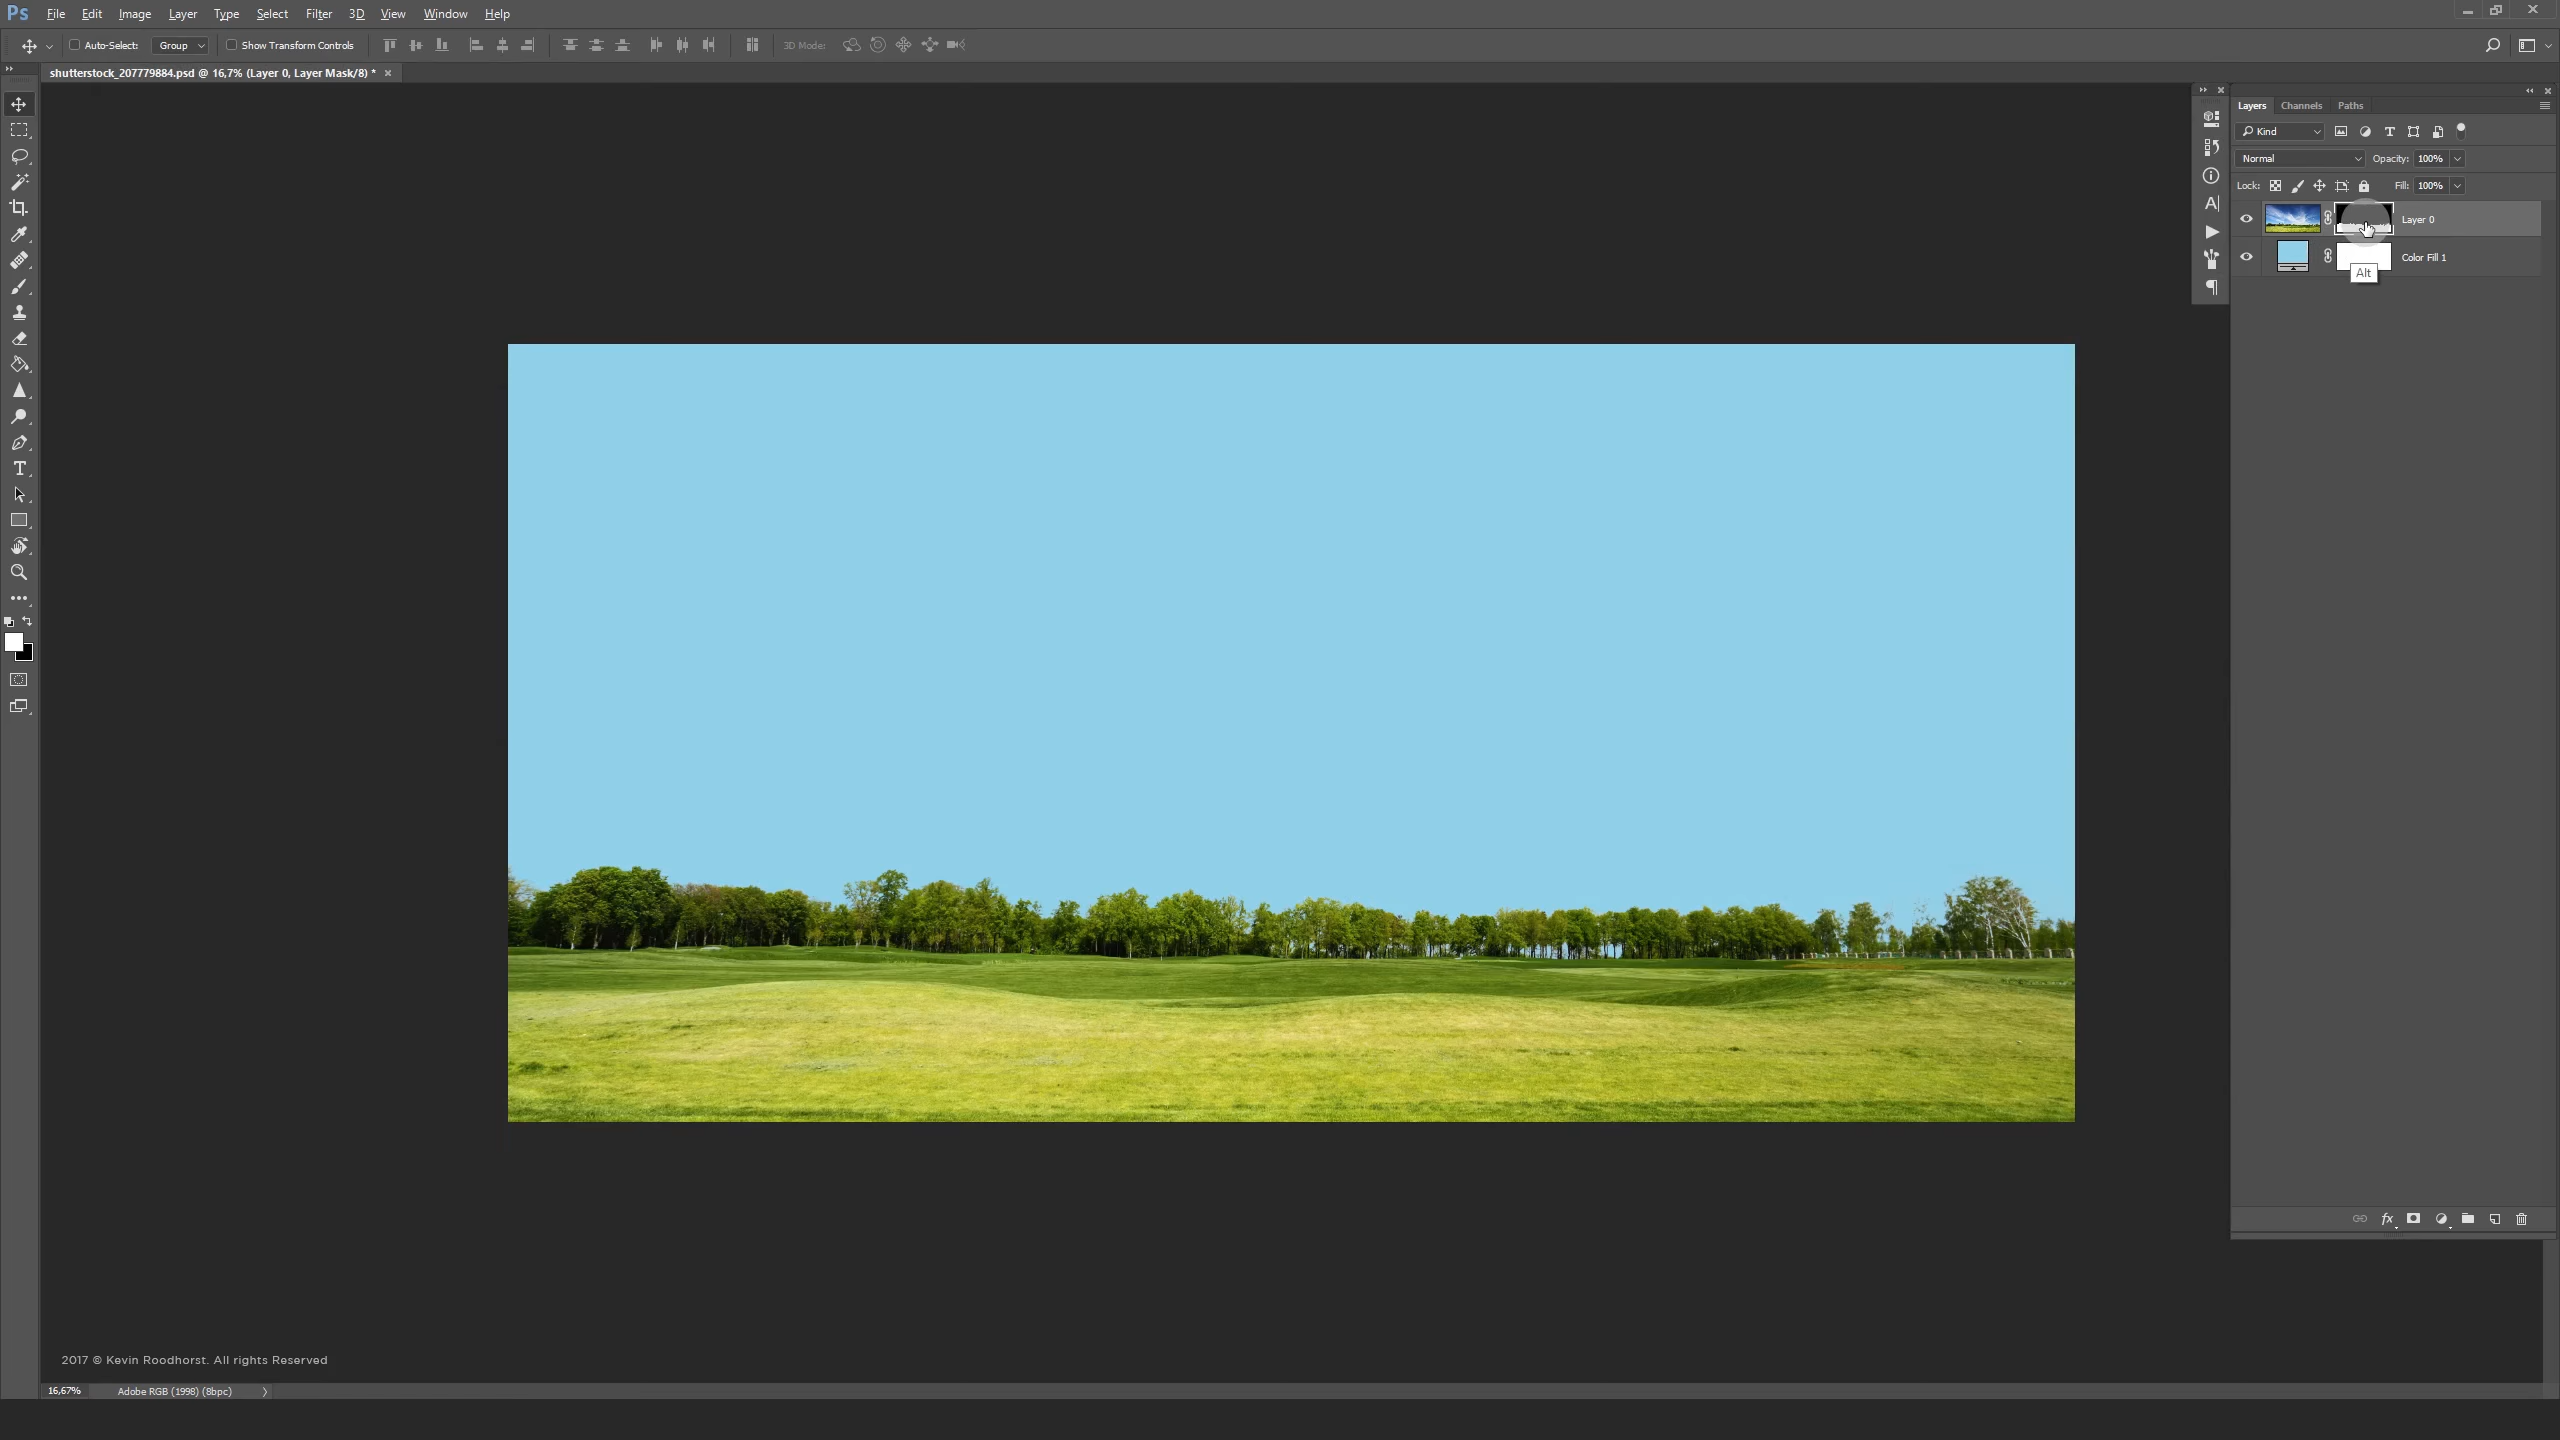 Ps File Edit Image Layer Type Select Filter 3D View Window Help
Auto-Select: Group Show Transform Controls 3D Mode:
shutterstock_207779884.psd @ 16,7% (Layer 0, Layer Mask/8) *
Layers Channels Paths
Kind
Normal Opacity: 100%
Lock: Fill: 100%
Layer 0
Color Fill 1
Alt
2017 © Kevin Roodhorst. All rights Reserved
16,67% Adobe RGB (1998) (8bpc)